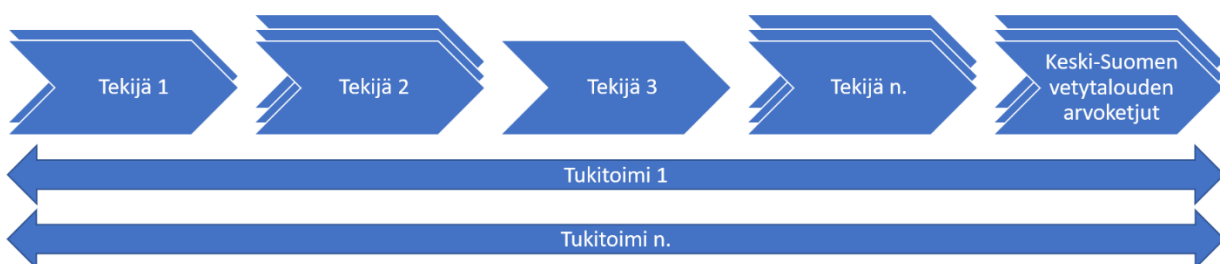 Tekijä 1
Tekijä 2
Tekijä 3
Tekijä n.
Keski-Suomen
vetytalouden
arvoketjut
Tukitoimi 1
Tukitoimi n.